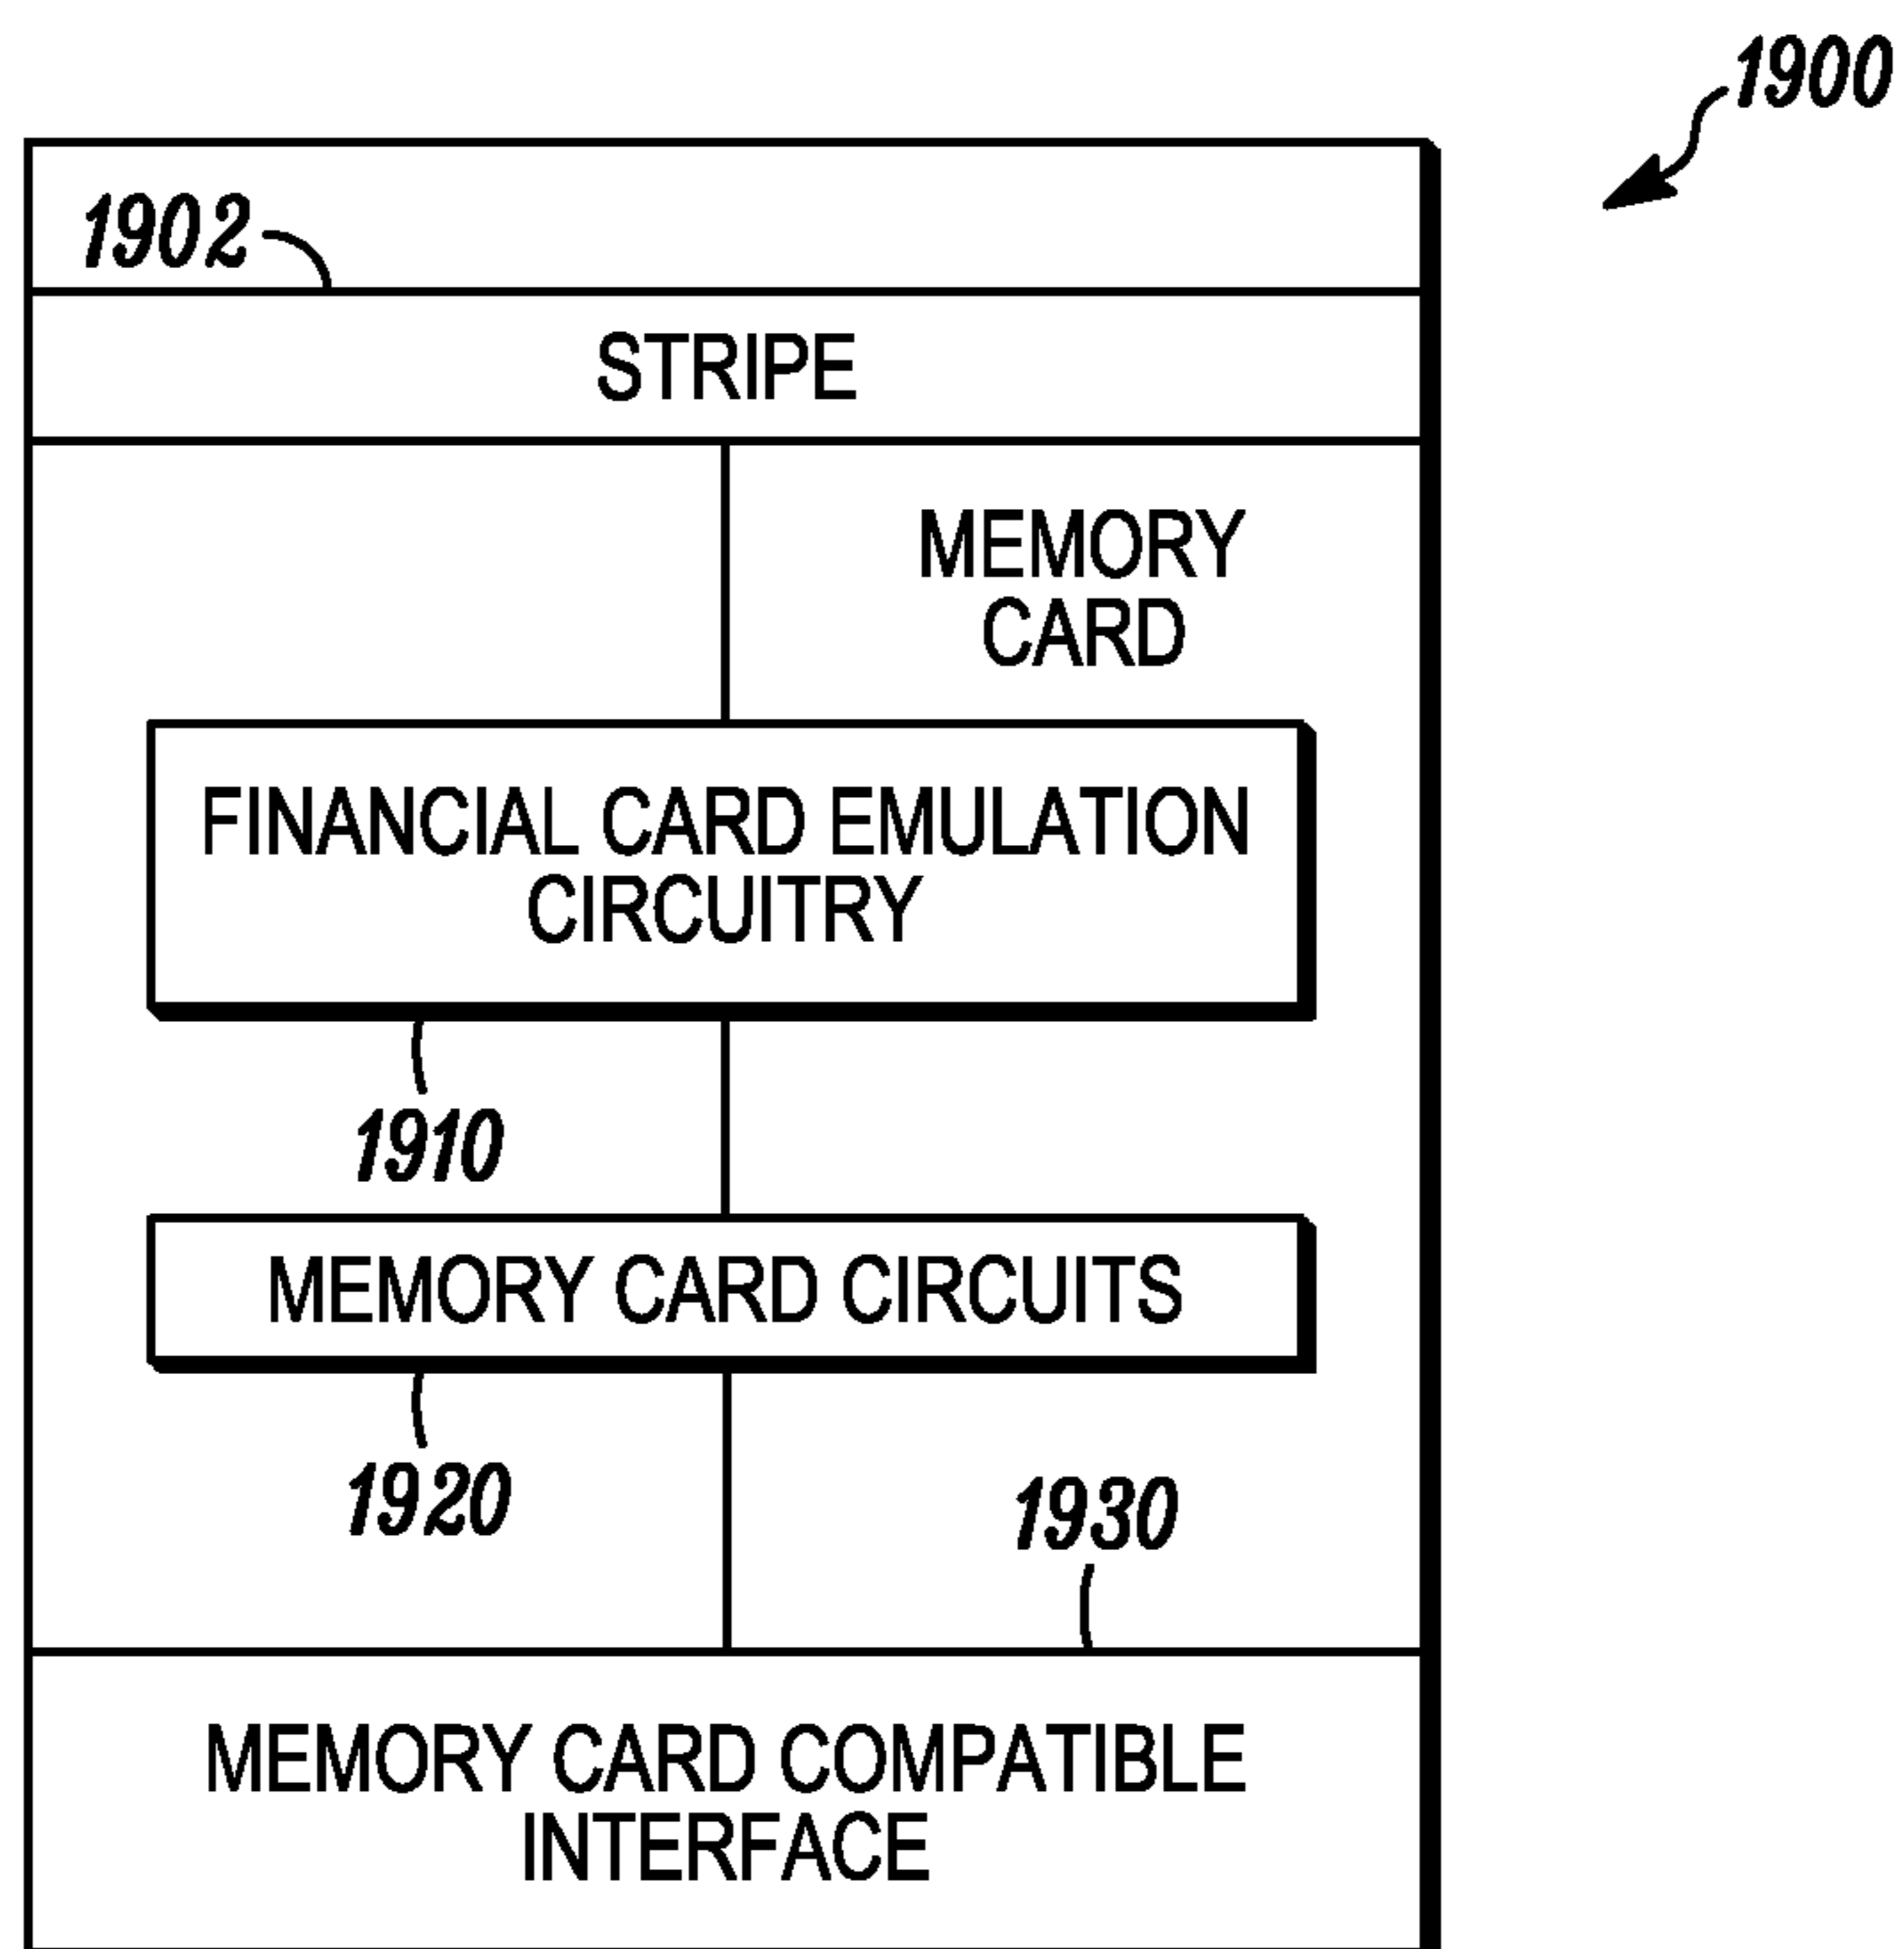 1900
1902
STRIPE
MEMORY
CARD
FINANCIAL CARD EMULATION
CIRCUITRY
1910
MEMORY CARD CIRCUITS
1920
1930
MEMORY CARD COMPATIBLE
INTERFACE